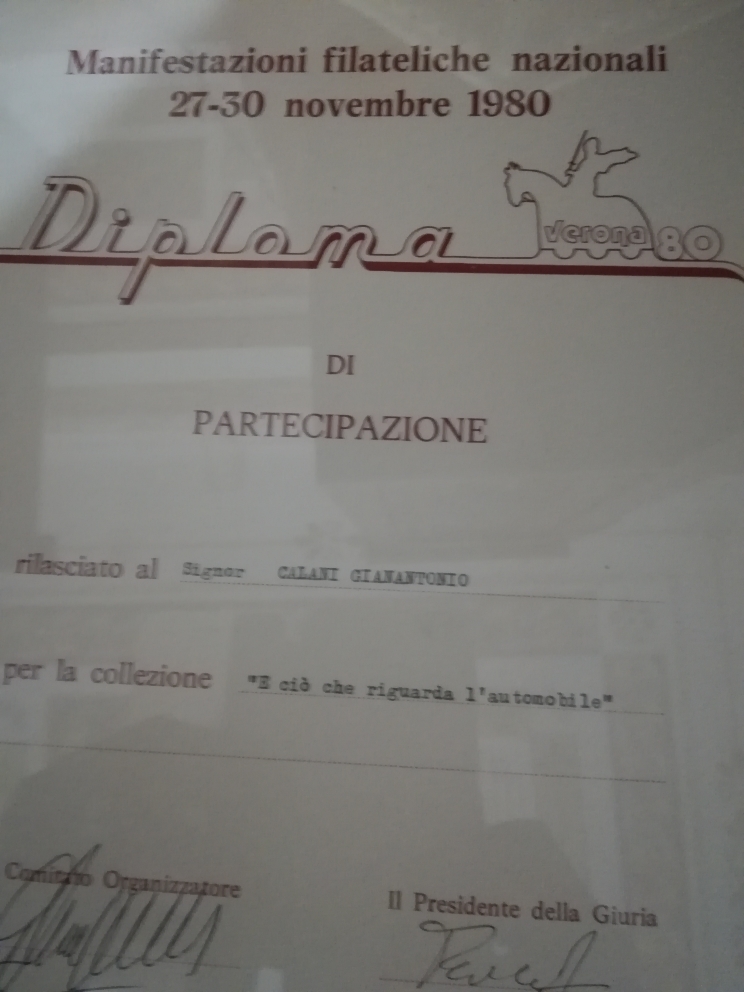 Manifestazioni filateliche nazionali
27-30 novembre 1980
Diploma
verona 80
DI
PARTECIPAZIONE
rilasciato al Signor CALANI GIANANTONIO
per la collezione "E ciò che riguarda l'automobile"
Comitato Organizzatore
Il Presidente della Giuria